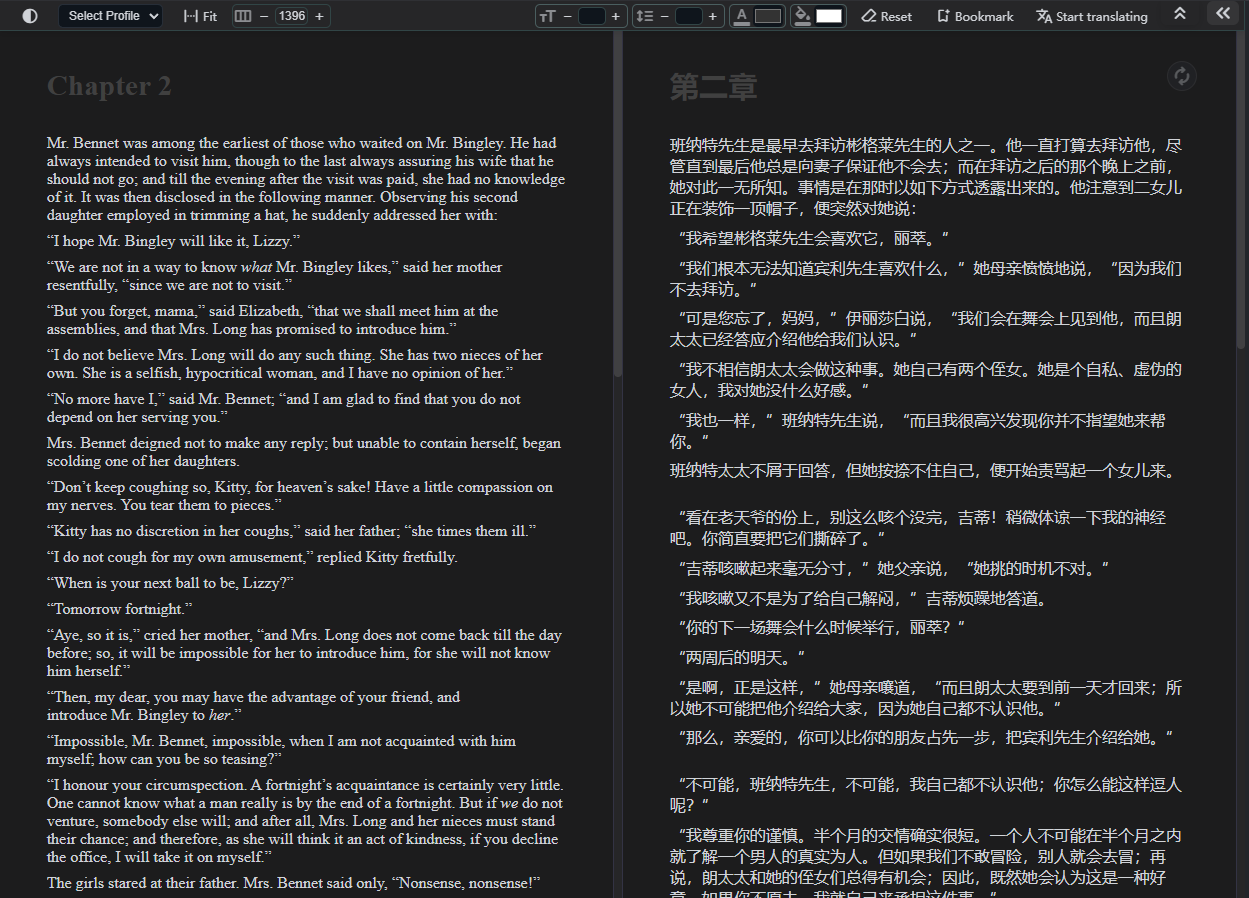 Select Profile
Fit
1396
Reset
Bookmark
Start translating
Chapter 2
Mr. Bennet was among the earliest of those who waited on Mr. Bingley. He had
always intended to visit him, though to the last always assuring his wife that he
should not go; and till the evening after the visit was paid, she had no knowledge
of it. It was then disclosed in the following manner. Observing his second
daughter employed in trimming a hat, he suddenly addressed her with:
“I hope Mr. Bingley will like it, Lizzy.”
“We are not in a way to know what Mr. Bingley likes,” said her mother
resentfully, “since we are not to visit.”
“But you forget, mama,” said Elizabeth, “that we shall meet him at the
assemblies, and that Mrs. Long has promised to introduce him.”
“I do not believe Mrs. Long will do any such thing. She has two nieces of her
own. She is a selfish, hypocritical woman, and I have no opinion of her.”
“No more have I,” said Mr. Bennet; “and I am glad to find that you do not
depend on her serving you.”
Mrs. Bennet deigned not to make any reply; but unable to contain herself, began
scolding one of her daughters.
“Don’t keep coughing so, Kitty, for heaven’s sake! Have a little compassion on
my nerves. You tear them to pieces.”
“Kitty has no discretion in her coughs,” said her father; “she times them ill.”
“I do not cough for my own amusement,” replied Kitty fretfully.
“When is your next ball to be, Lizzy?”
“Tomorrow fortnight.”
“Aye, so it is,” cried her mother, “and Mrs. Long does not come back till the day
before; so, it will be impossible for her to introduce him, for she will not know
him herself.”
“Then, my dear, you may have the advantage of your friend, and
introduce Mr. Bingley to her.”
“Impossible, Mr. Bennet, impossible, when I am not acquainted with him
myself; how can you be so teasing?”
“I honour your circumspection. A fortnight’s acquaintance is certainly very little.
One cannot know what a man really is by the end of a fortnight. But if we do not
venture, somebody else will; and after all, Mrs. Long and her nieces must stand
their chance; and therefore, as she will think it an act of kindness, if you decline
the office, I will take it on myself.”
The girls stared at their father. Mrs. Bennet said only, “Nonsense, nonsense!”
第二章
班纳特先生是最早去拜访彬格莱先生的人之一。他一直打算去拜访他，尽
管直到最后他总是向妻子保证他不会去；而在拜访之后的那个晚上之前，
她对此一无所知。事情是在那时以如下方式透露出来的。他注意到二女儿
正在装饰一顶帽子，便突然对她说：
“我希望彬格莱先生会喜欢它，丽萃。“
“我们根本无法知道宾利先生喜欢什么，“她母亲愤愤地说，“因为我们
不去拜访。“
“可是您忘了，妈妈，“伊丽莎白说，“我们会在舞会上见到他，而且朗
太太已经答应介绍他给我们认识。“
“我不相信朗太太会做这种事。她自己有两个侄女。她是个自私、虚伪的
女人，我对她没什么好感。“
“我也一样，“班纳特先生说，“而且我很高兴发现你并不指望她来帮
你。“
班纳特太太不屑于回答，但她按捺不住自己，便开始责骂起一个女儿来。
“看在老天爷的份上，别这么咳个没完，吉蒂！稍微体谅一下我的神经
吧。你简直要把它们撕碎了。“
“吉蒂咳嗽起来毫无分寸，“她父亲说，“她挑的时机不对。“
“我咳嗽又不是为了给自己解闷，“吉蒂烦躁地答道。
“你的下一场舞会什么时候举行，丽萃？“
“两周后的明天。“
“是啊，正是这样，“她母亲嚷道，“而且朗太太要到前一天才回来；所
以她不可能把他介绍给大家，因为她自己都不认识他。“
“那么，亲爱的，你可以比你的朋友占先一步，把宾利先生介绍给她。“
“不可能，班纳特先生，不可能，我自己都不认识他；你怎么能这样逗人
呢？“
“我尊重你的谨慎。半个月的交情确实很短。一个人不可能在半个月之内
就了解一个男人的真实为人。但如果我们不敢冒险，别人就会去冒；再
说，朗太太和她的侄女们总得有机会；因此，既然她会认为这是一种好
意，如果你不愿去，我就自己来承担这件事。“